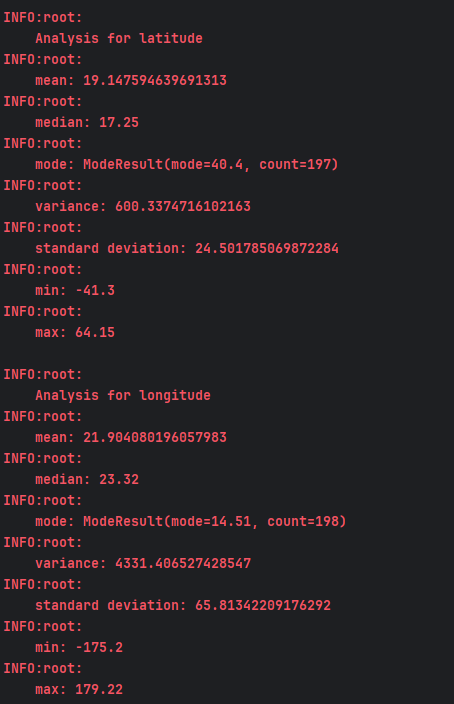 INFO:root:
    Analysis for latitude
INFO:root:
    mean: 19.147594639691313
INFO:root:
    median: 17.25
INFO:root:
    mode: ModeResult(mode=40.4, count=197)
INFO:root:
    variance: 600.3374716102163
INFO:root:
    standard deviation: 24.501785069872284
INFO:root:
    min: -41.3
INFO:root:
    max: 64.15

INFO:root:
    Analysis for longitude
INFO:root:
    mean: 21.904080196057983
INFO:root:
    median: 23.32
INFO:root:
    mode: ModeResult(mode=14.51, count=198)
INFO:root:
    variance: 4331.406527428547
INFO:root:
    standard deviation: 65.81342209176292
INFO:root:
    min: -175.2
INFO:root:
    max: 179.22